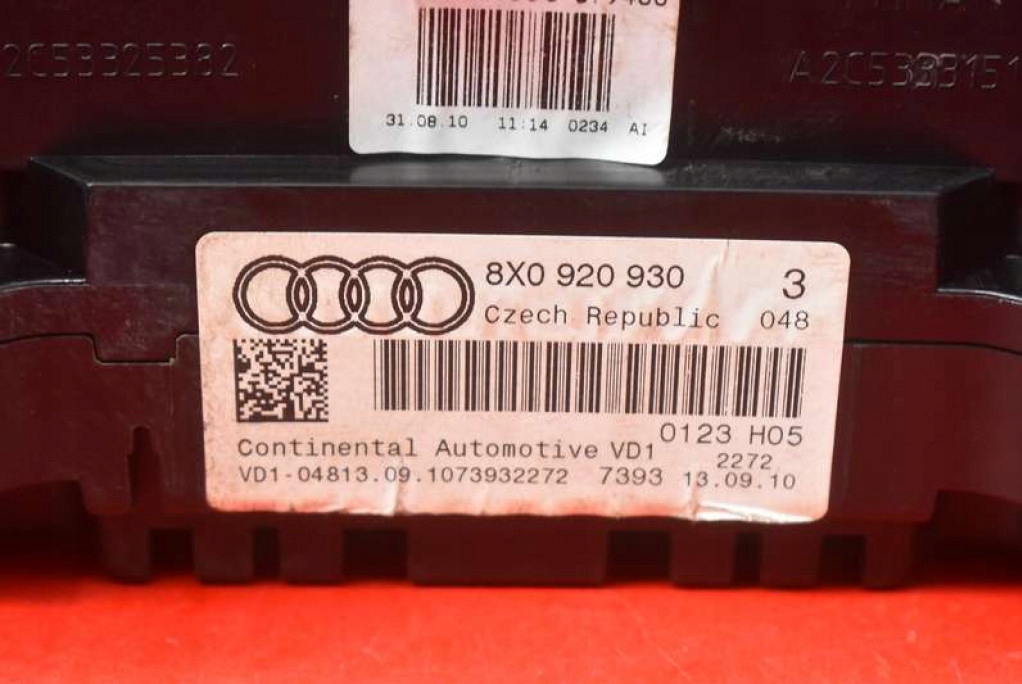 2C53325382
A2C53
31.08.10 11:14 0234 AI
8X0 920 930 3
Czech Republic 048
0123 H05
Continental Automotive VD1 2272
VD1-04813.09.1073932272 7393 13.09.10